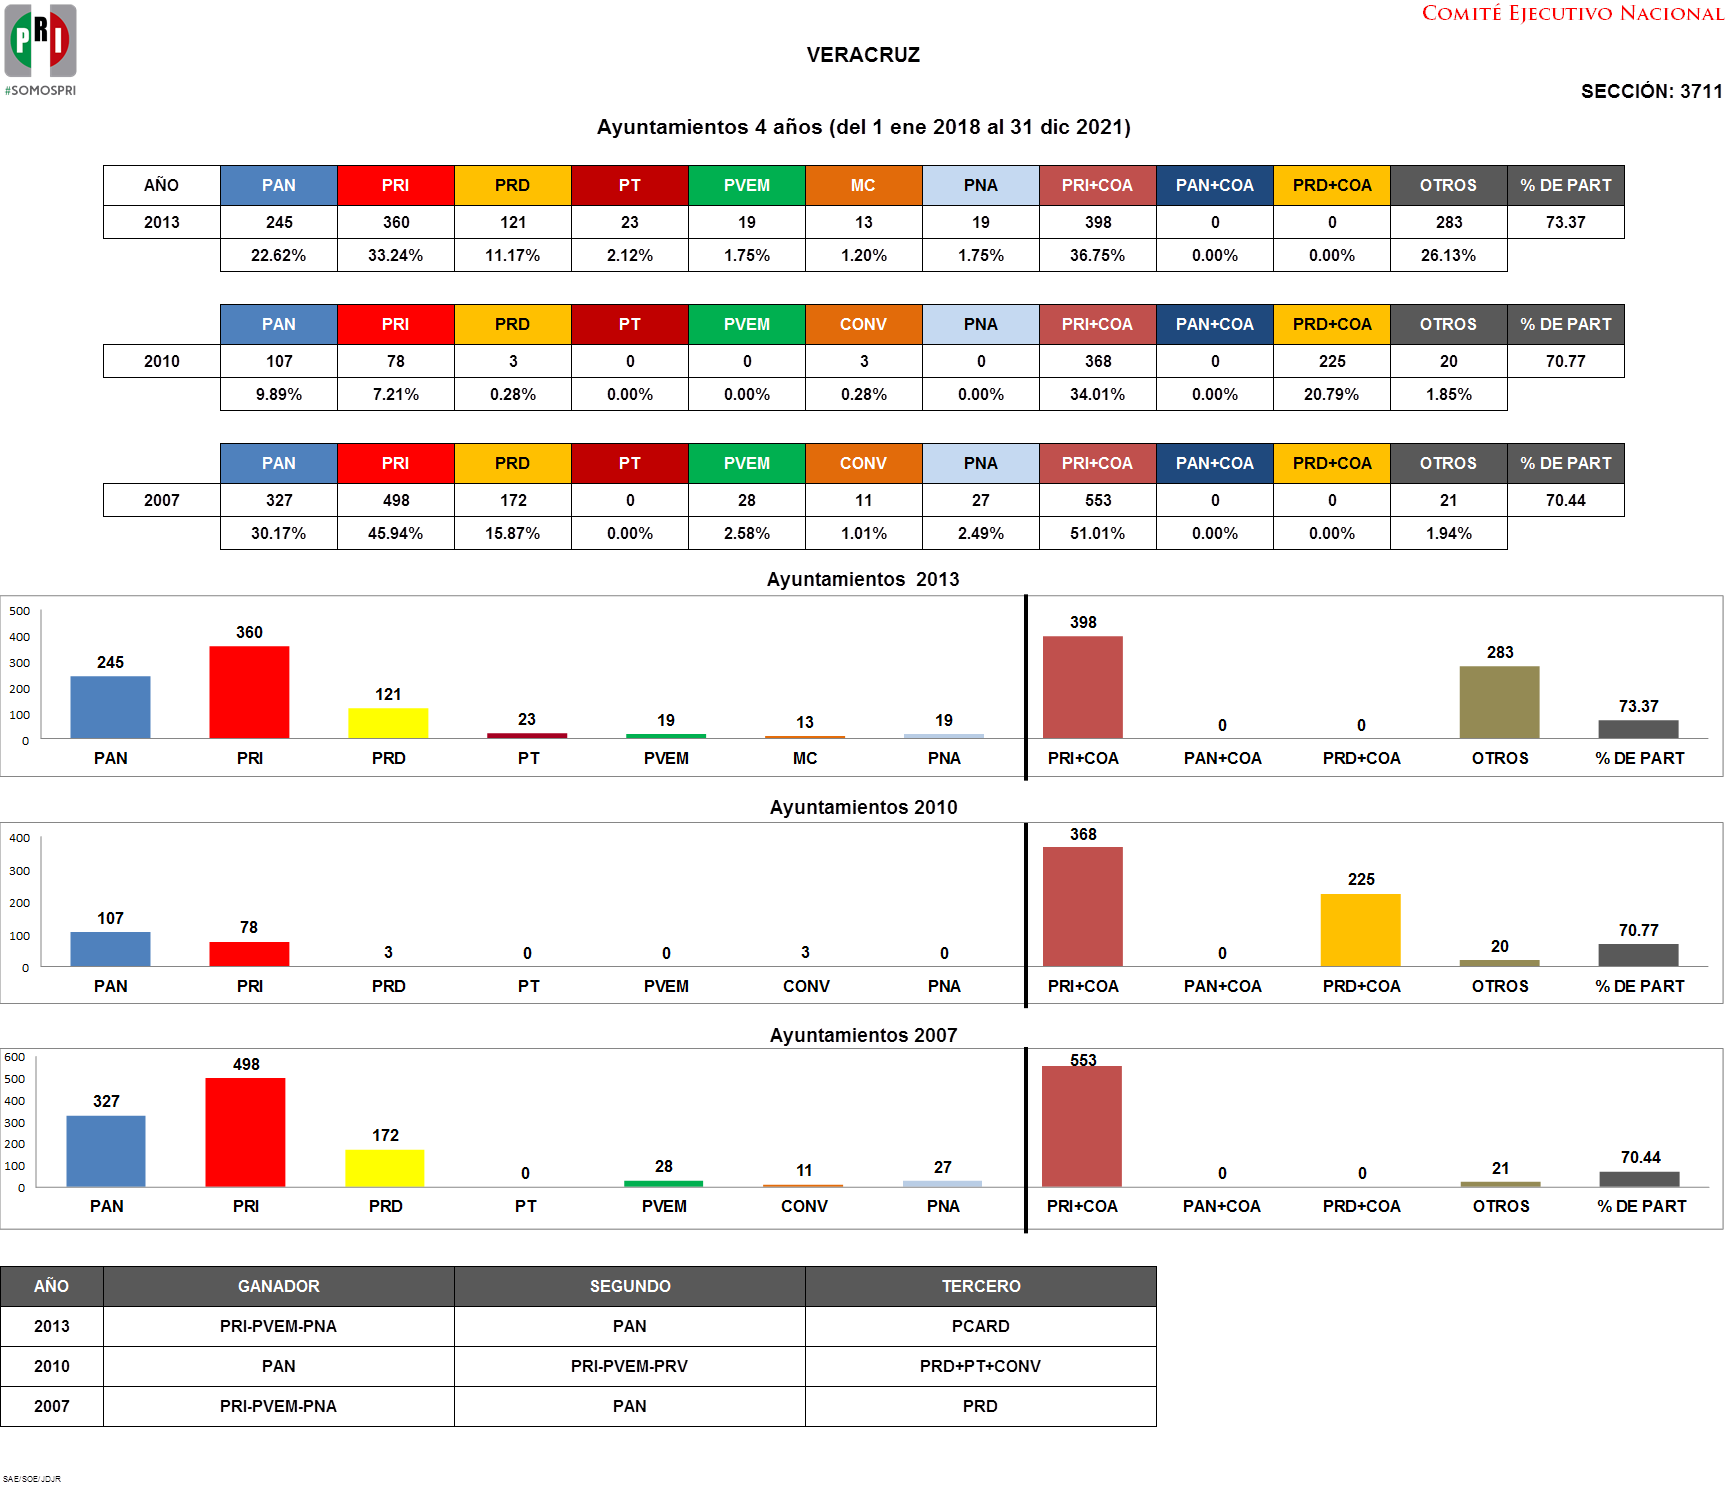 PRI
#SOMOSPRI
COMITÉ EJECUTIVO NACIONAL
VERACRUZ
SECCIÓN: 3711
Ayuntamientos 4 años (del 1 ene 2018 al 31 dic 2021)
AÑO PAN PRI PRD PT PVEM MC PNA PRI+COA PAN+COA PRD+COA OTROS % DE PART
2013 245 360 121 23 19 13 19 398 0 0 283 73.37
22.62% 33.24% 11.17% 2.12% 1.75% 1.20% 1.75% 36.75% 0.00% 0.00% 26.13%
PAN PRI PRD PT PVEM CONV PNA PRI+COA PAN+COA PRD+COA OTROS % DE PART
2010 107 78 3 0 0 3 0 368 0 225 20 70.77
9.89% 7.21% 0.28% 0.00% 0.00% 0.28% 0.00% 34.01% 0.00% 20.79% 1.85%
PAN PRI PRD PT PVEM CONV PNA PRI+COA PAN+COA PRD+COA OTROS % DE PART
2007 327 498 172 0 28 11 27 553 0 0 21 70.44
30.17% 45.94% 15.87% 0.00% 2.58% 1.01% 2.49% 51.01% 0.00% 0.00% 1.94%
Ayuntamientos 2013
500
400
300
200
100
0
245 360 121 23 19 13 19 398 0 0 283 73.37
PAN PRI PRD PT PVEM MC PNA PRI+COA PAN+COA PRD+COA OTROS % DE PART
Ayuntamientos 2010
400
300
200
100
0
107 78 3 0 0 3 0 368 0 225 20 70.77
PAN PRI PRD PT PVEM CONV PNA PRI+COA PAN+COA PRD+COA OTROS % DE PART
Ayuntamientos 2007
600
500
400
300
200
100
0
327 498 172 0 28 11 27 553 0 0 21 70.44
PAN PRI PRD PT PVEM CONV PNA PRI+COA PAN+COA PRD+COA OTROS % DE PART
AÑO GANADOR SEGUNDO TERCERO
2013 PRI-PVEM-PNA PAN PCARD
2010 PAN PRI-PVEM-PRV PRD+PT+CONV
2007 PRI-PVEM-PNA PAN PRD
SAE/SOE/JDJR